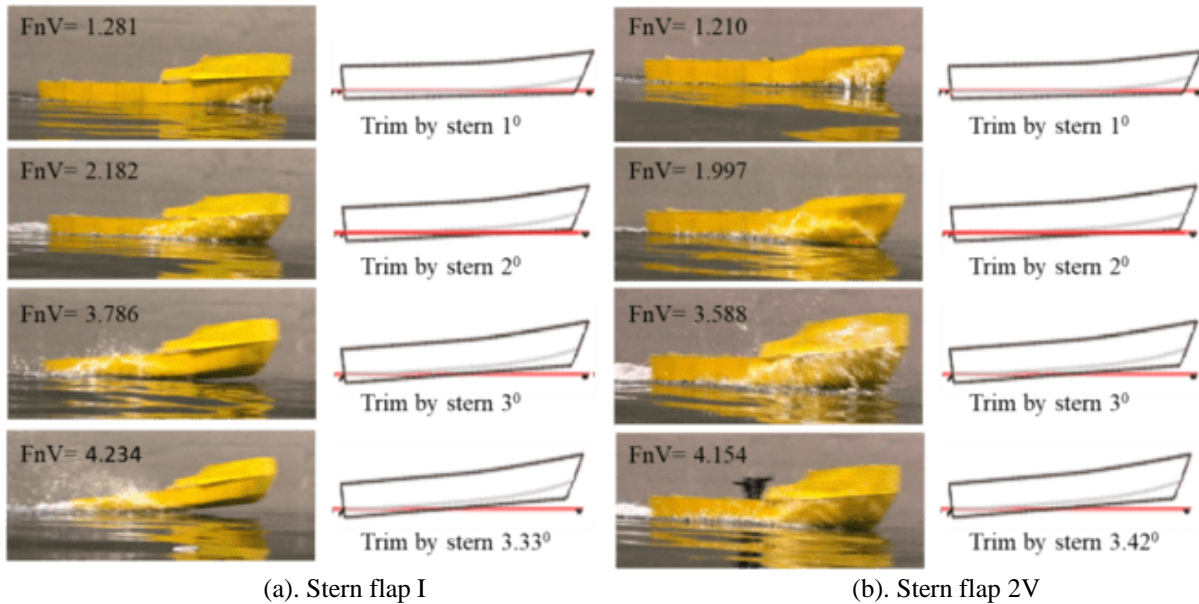 FnV = 1.281
Trim by stern 1⁰
FnV= 2.182
Trim by stern 2⁰
FnV= 3.786
Trim by stern 3⁰
FnV= 4.234
Trim by stern 3.33⁰
(a). Stern flap I
FnV = 1.210
Trim by stern 1⁰
FnV= 1.997
Trim by stern 2⁰
FnV= 3.588
Trim by stern 3⁰
FnV= 4.154
Trim by stern 3.42⁰
(b). Stern flap 2V